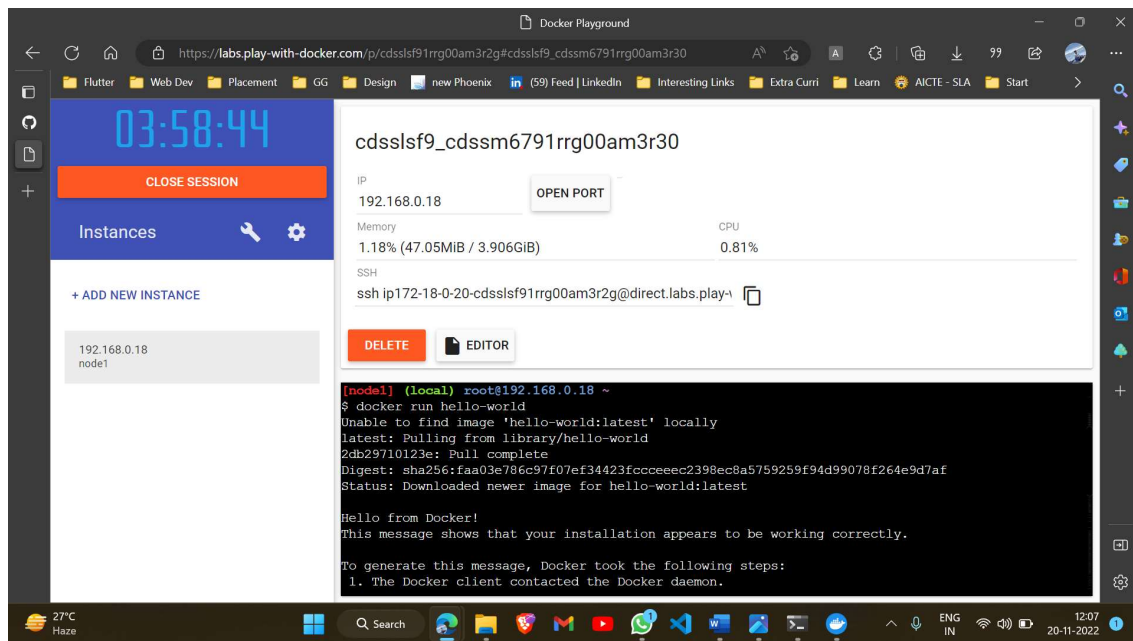 Docker Playground
https://labs.play-with-docker.com/p/cdsslsf91rrg00am3r2g#cdsslsf9_cdssm6791rrg00am3r30
Flutter Web Dev Placement GG Design new Phoenix (59) Feed | LinkedIn Interesting Links Extra Curri Learn AICTE - SLA Start
03:58:44
CLOSE SESSION
Instances
+ ADD NEW INSTANCE
192.168.0.18
node1
cdsslsf9_cdssm6791rrg00am3r30
IP
192.168.0.18
OPEN PORT
Memory
1.18% (47.05MiB / 3.906GiB)
CPU
0.81%
SSH
ssh ip172-18-0-20-cdsslsf91rrg00am3r2g@direct.labs.play-
DELETE
EDITOR
[node1] (local) root@192.168.0.18 ~
$ docker run hello-world
Unable to find image 'hello-world:latest' locally
latest: Pulling from library/hello-world
2db29710123e: Pull complete
Digest: sha256:faa03e786c97f07ef34423fccceeec2398ec8a5759259f94d99078f264e9d7af
Status: Downloaded newer image for hello-world:latest
Hello from Docker!
This message shows that your installation appears to be working correctly.
To generate this message, Docker took the following steps:
1. The Docker client contacted the Docker daemon.
27°C
Haze
Search
ENG
IN
12:07
20-11-2022
1